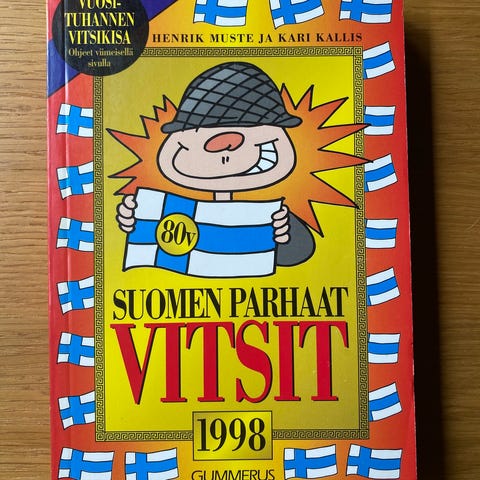 VUOSI-
TUHANNEN
VITSIKISA
Ohjeet viimeisellä
sivulla
HENRIK MUSTE JA KARI KALLIS
80v
SUOMEN PARHAAT
VITSIT
1998
GUMMERUS